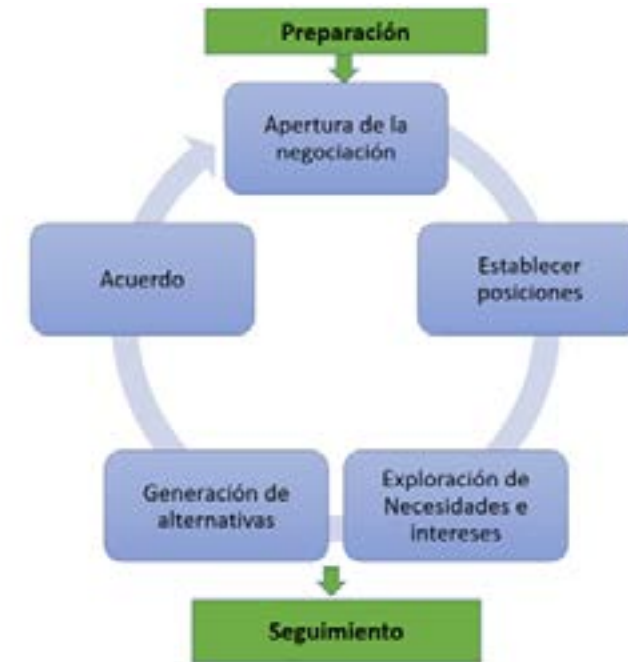 Preparación
Apertura de la
negociación
Establecer
posiciones
Exploración de
Necesidades e
intereses
Generación de
alternativas
Acuerdo
Seguimiento